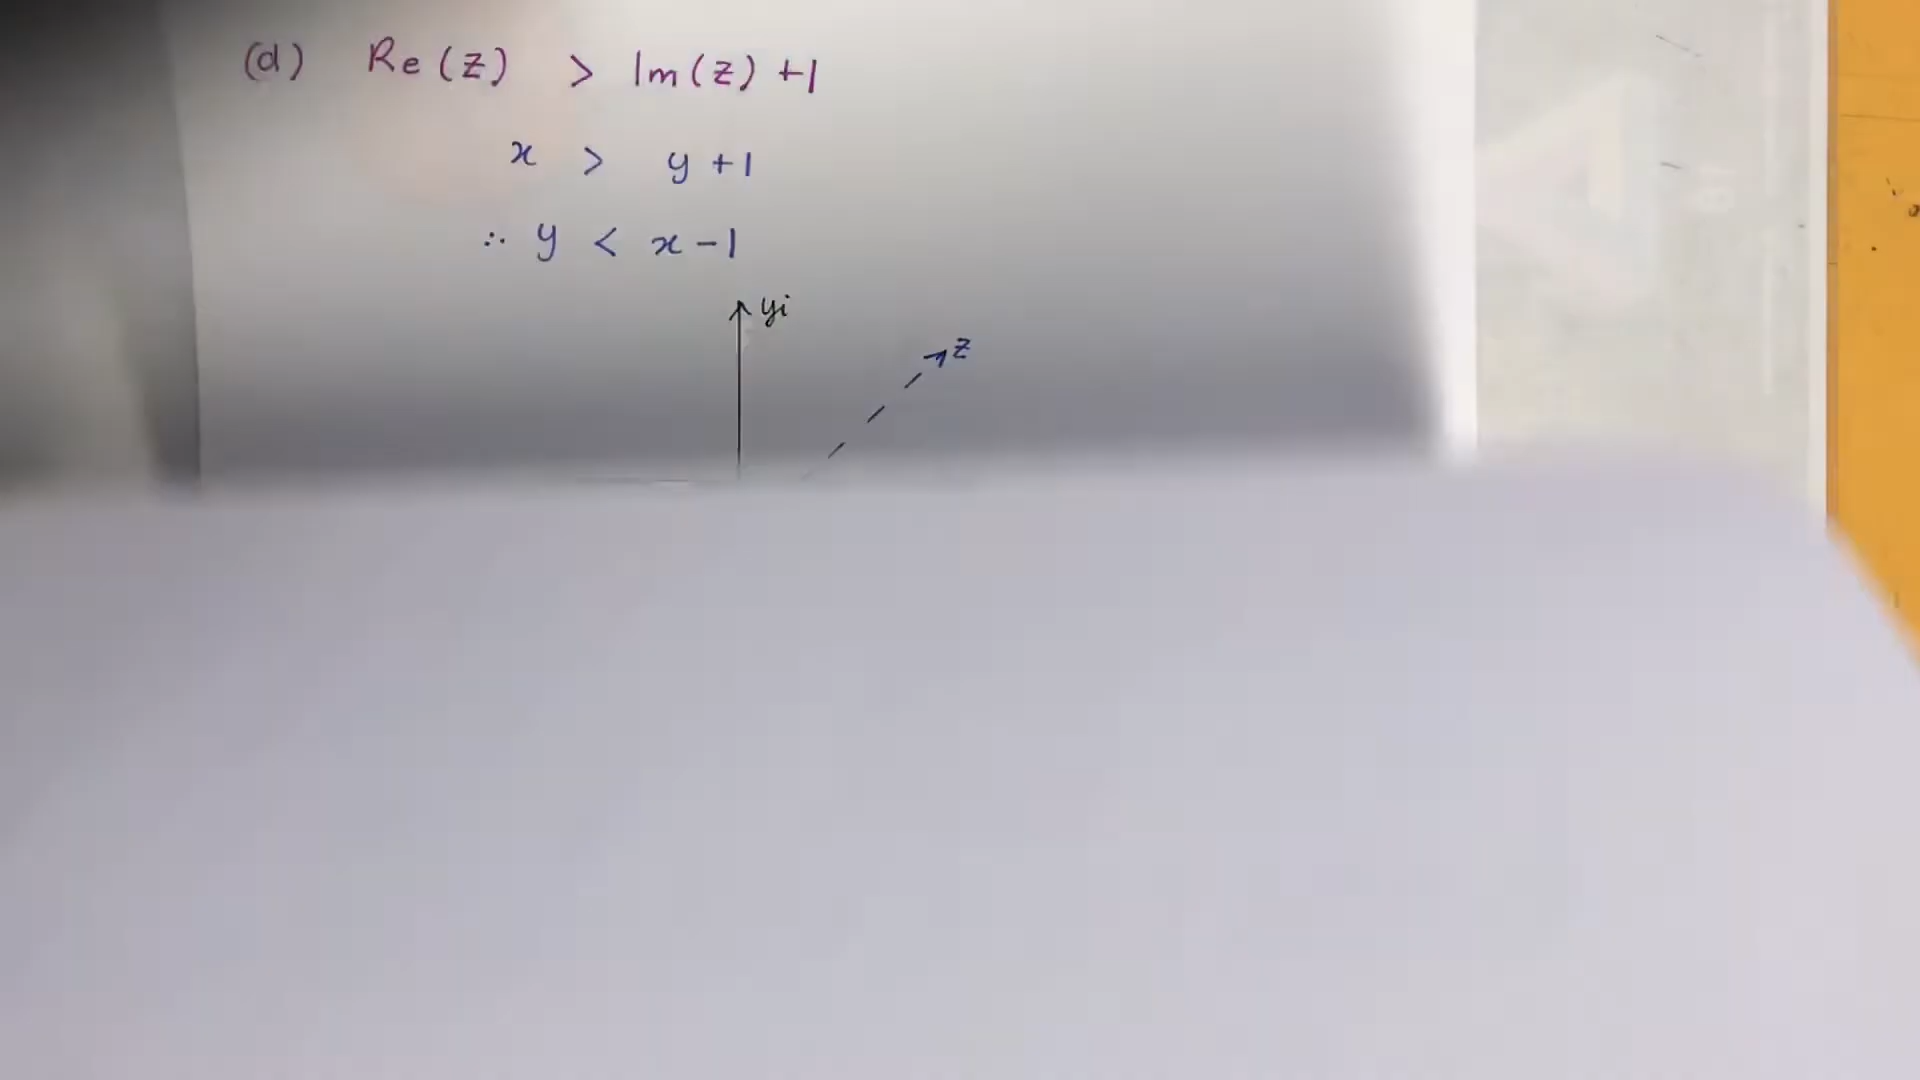 (d) Re(z) > Im(z) +1
x > y +1
∴ y < x - 1
yi
z